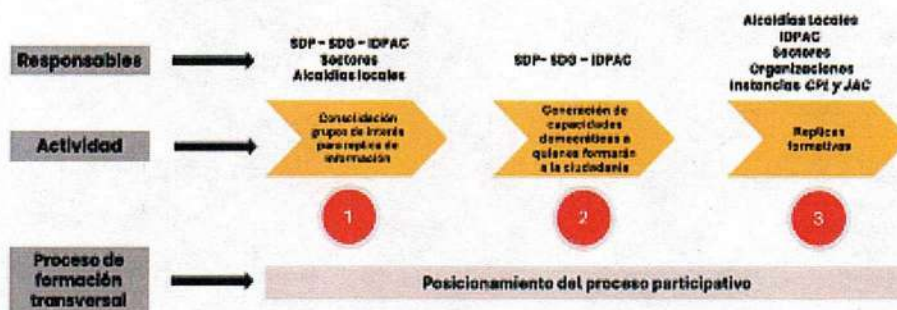 Responsables
SDP - SDG - IDPAC
Sectores
Alcaldías locales
SDP- SDG - IDPAC
Alcaldías Locales
IDPAC
Sectores
Organizaciones
Instancias CPL y JAC
Actividad
Consolidación
grupos de interés
para replica de
información
Generación de
capacidades
democráticas a
quienes formarán
a la ciudadanía
Replicas
formativas
1
2
3
Proceso de
formación
transversal
Posicionamiento del proceso participativo